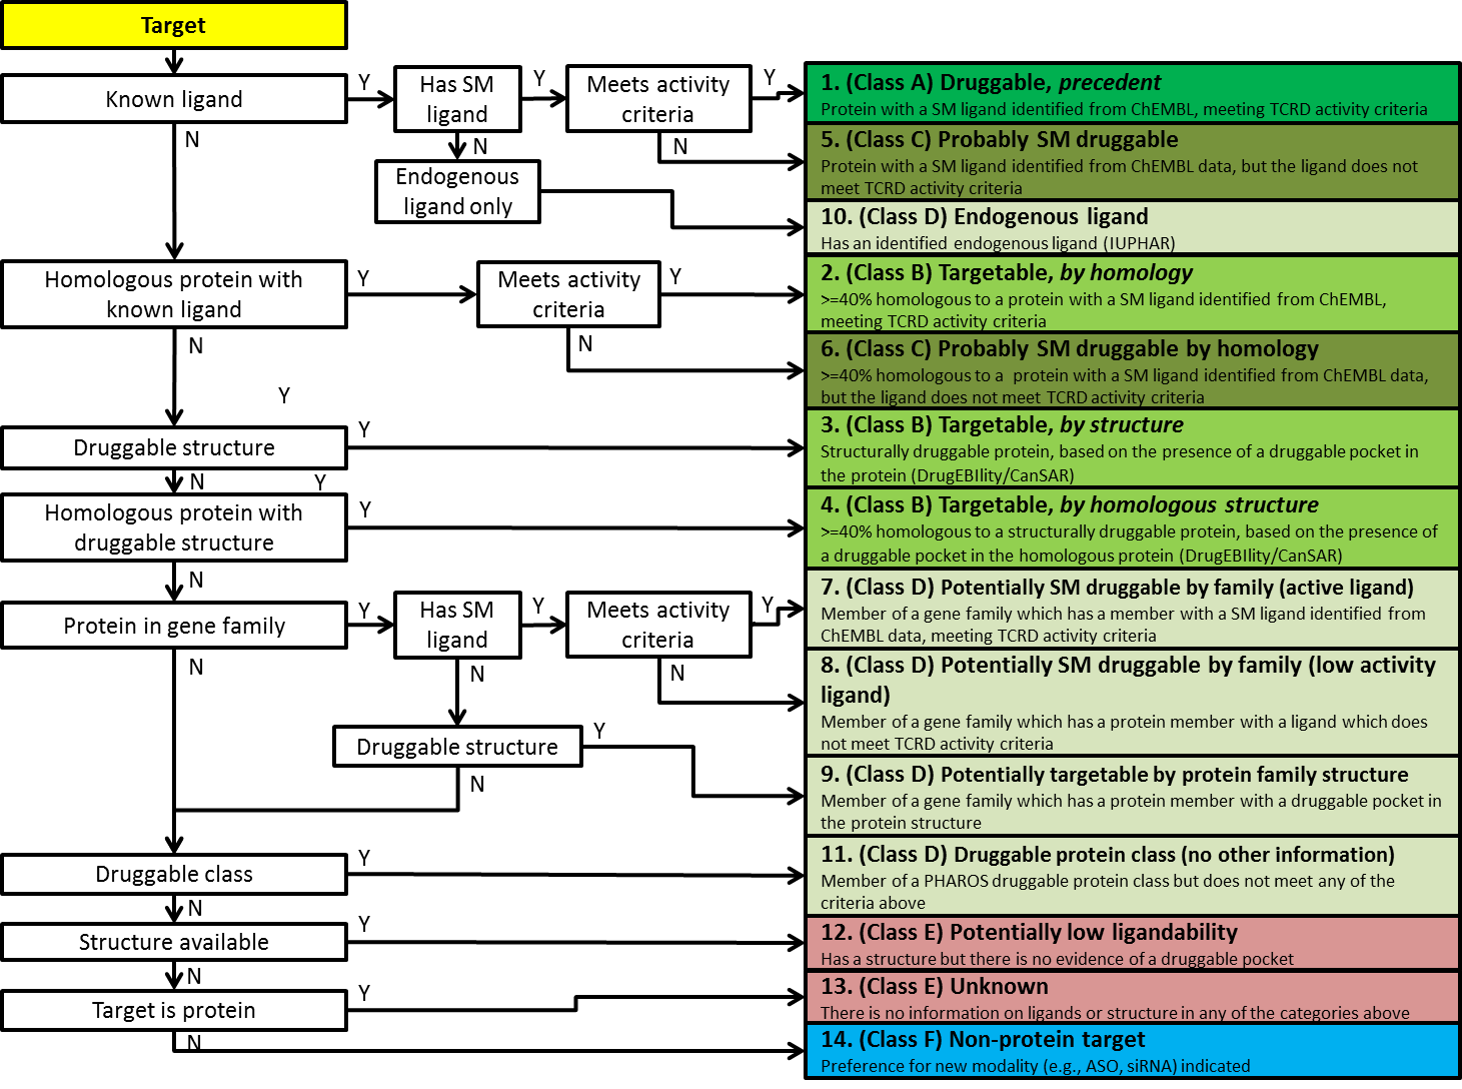 Target
Known ligand
Y
Has SM
ligand
Y
Meets activity
criteria
Y
N
N
N
Endogenous
ligand only
1. (Class A) Druggable, precedent
Protein with a SM ligand identified from ChEMBL, meeting TCRD activity criteria
5. (Class C) Probably SM druggable
Protein with a SM ligand identified from ChEMBL data, but the ligand does not
meet TCRD activity criteria
10. (Class D) Endogenous ligand
Has an identified endogenous ligand (IUPHAR)
Homologous protein with
known ligand
Y
Meets activity
criteria
Y
N
N
Y
2. (Class B) Targetable, by homology
>=40% homologous to a protein with a SM ligand identified from ChEMBL,
meeting TCRD activity criteria
6. (Class C) Probably SM druggable by homology
>=40% homologous to a  protein with a SM ligand identified from ChEMBL data,
but the ligand does not meet TCRD activity criteria
Druggable structure
Y
N
Y
3. (Class B) Targetable, by structure
Structurally druggable protein, based on the presence of a druggable pocket in
the protein (DrugEBIlity/CanSAR)
Homologous protein with
druggable structure
Y
N
4. (Class B) Targetable, by homologous structure
>=40% homologous to a structurally druggable protein, based on the presence of
a druggable pocket in the homologous protein (DrugEBIlity/CanSAR)
Protein in gene family
Y
Has SM
ligand
Y
Meets activity
criteria
Y
N
N
N
Druggable structure
Y
N
7. (Class D) Potentially SM druggable by family (active ligand)
Member of a gene family which has a member with a SM ligand identified from
ChEMBL data, meeting TCRD activity criteria
8. (Class D) Potentially SM druggable by family (low activity
ligand)
Member of a gene family which has a protein member with a ligand which does
not meet TCRD activity criteria
9. (Class D) Potentially targetable by protein family structure
Member of a gene family which has a protein member with a druggable pocket in
the protein structure
Druggable class
Y
N
11. (Class D) Druggable protein class (no other information)
Member of a PHAROS druggable protein class but does not meet any of the
criteria above
Structure available
Y
N
12. (Class E) Potentially low ligandability
Has a structure but there is no evidence of a druggable pocket
Target is protein
Y
N
13. (Class E) Unknown
There is no information on ligands or structure in any of the categories above
14. (Class F) Non-protein target
Preference for new modality (e.g., ASO, siRNA) indicated